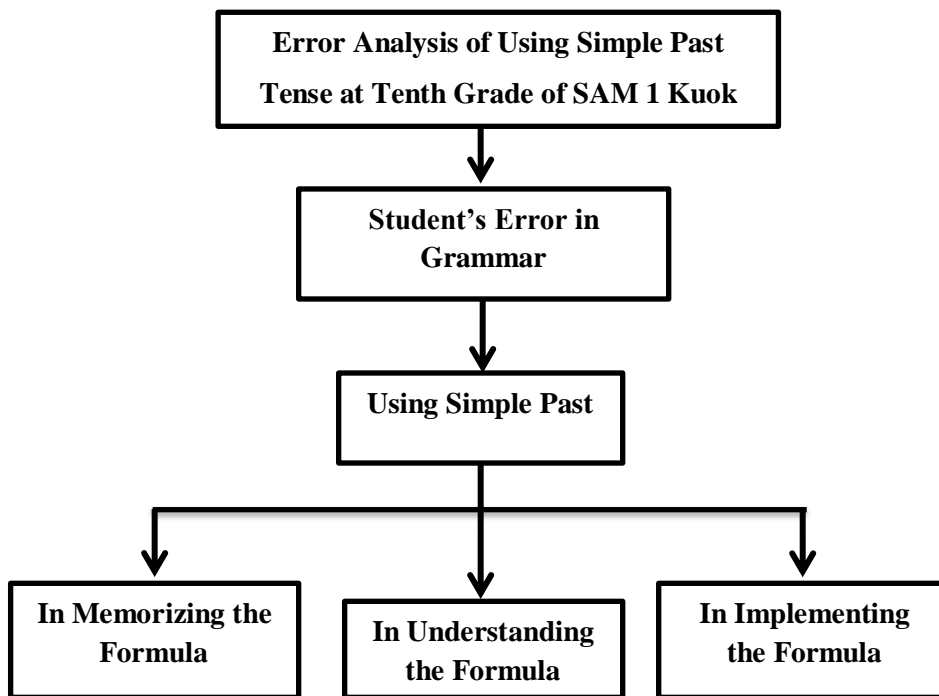 Error Analysis of Using Simple Past
Tense at Tenth Grade of SAM 1 Kuok
Student’s Error in
Grammar
Using Simple Past
In Memorizing the
Formula
In Understanding
the Formula
In Implementing
the Formula